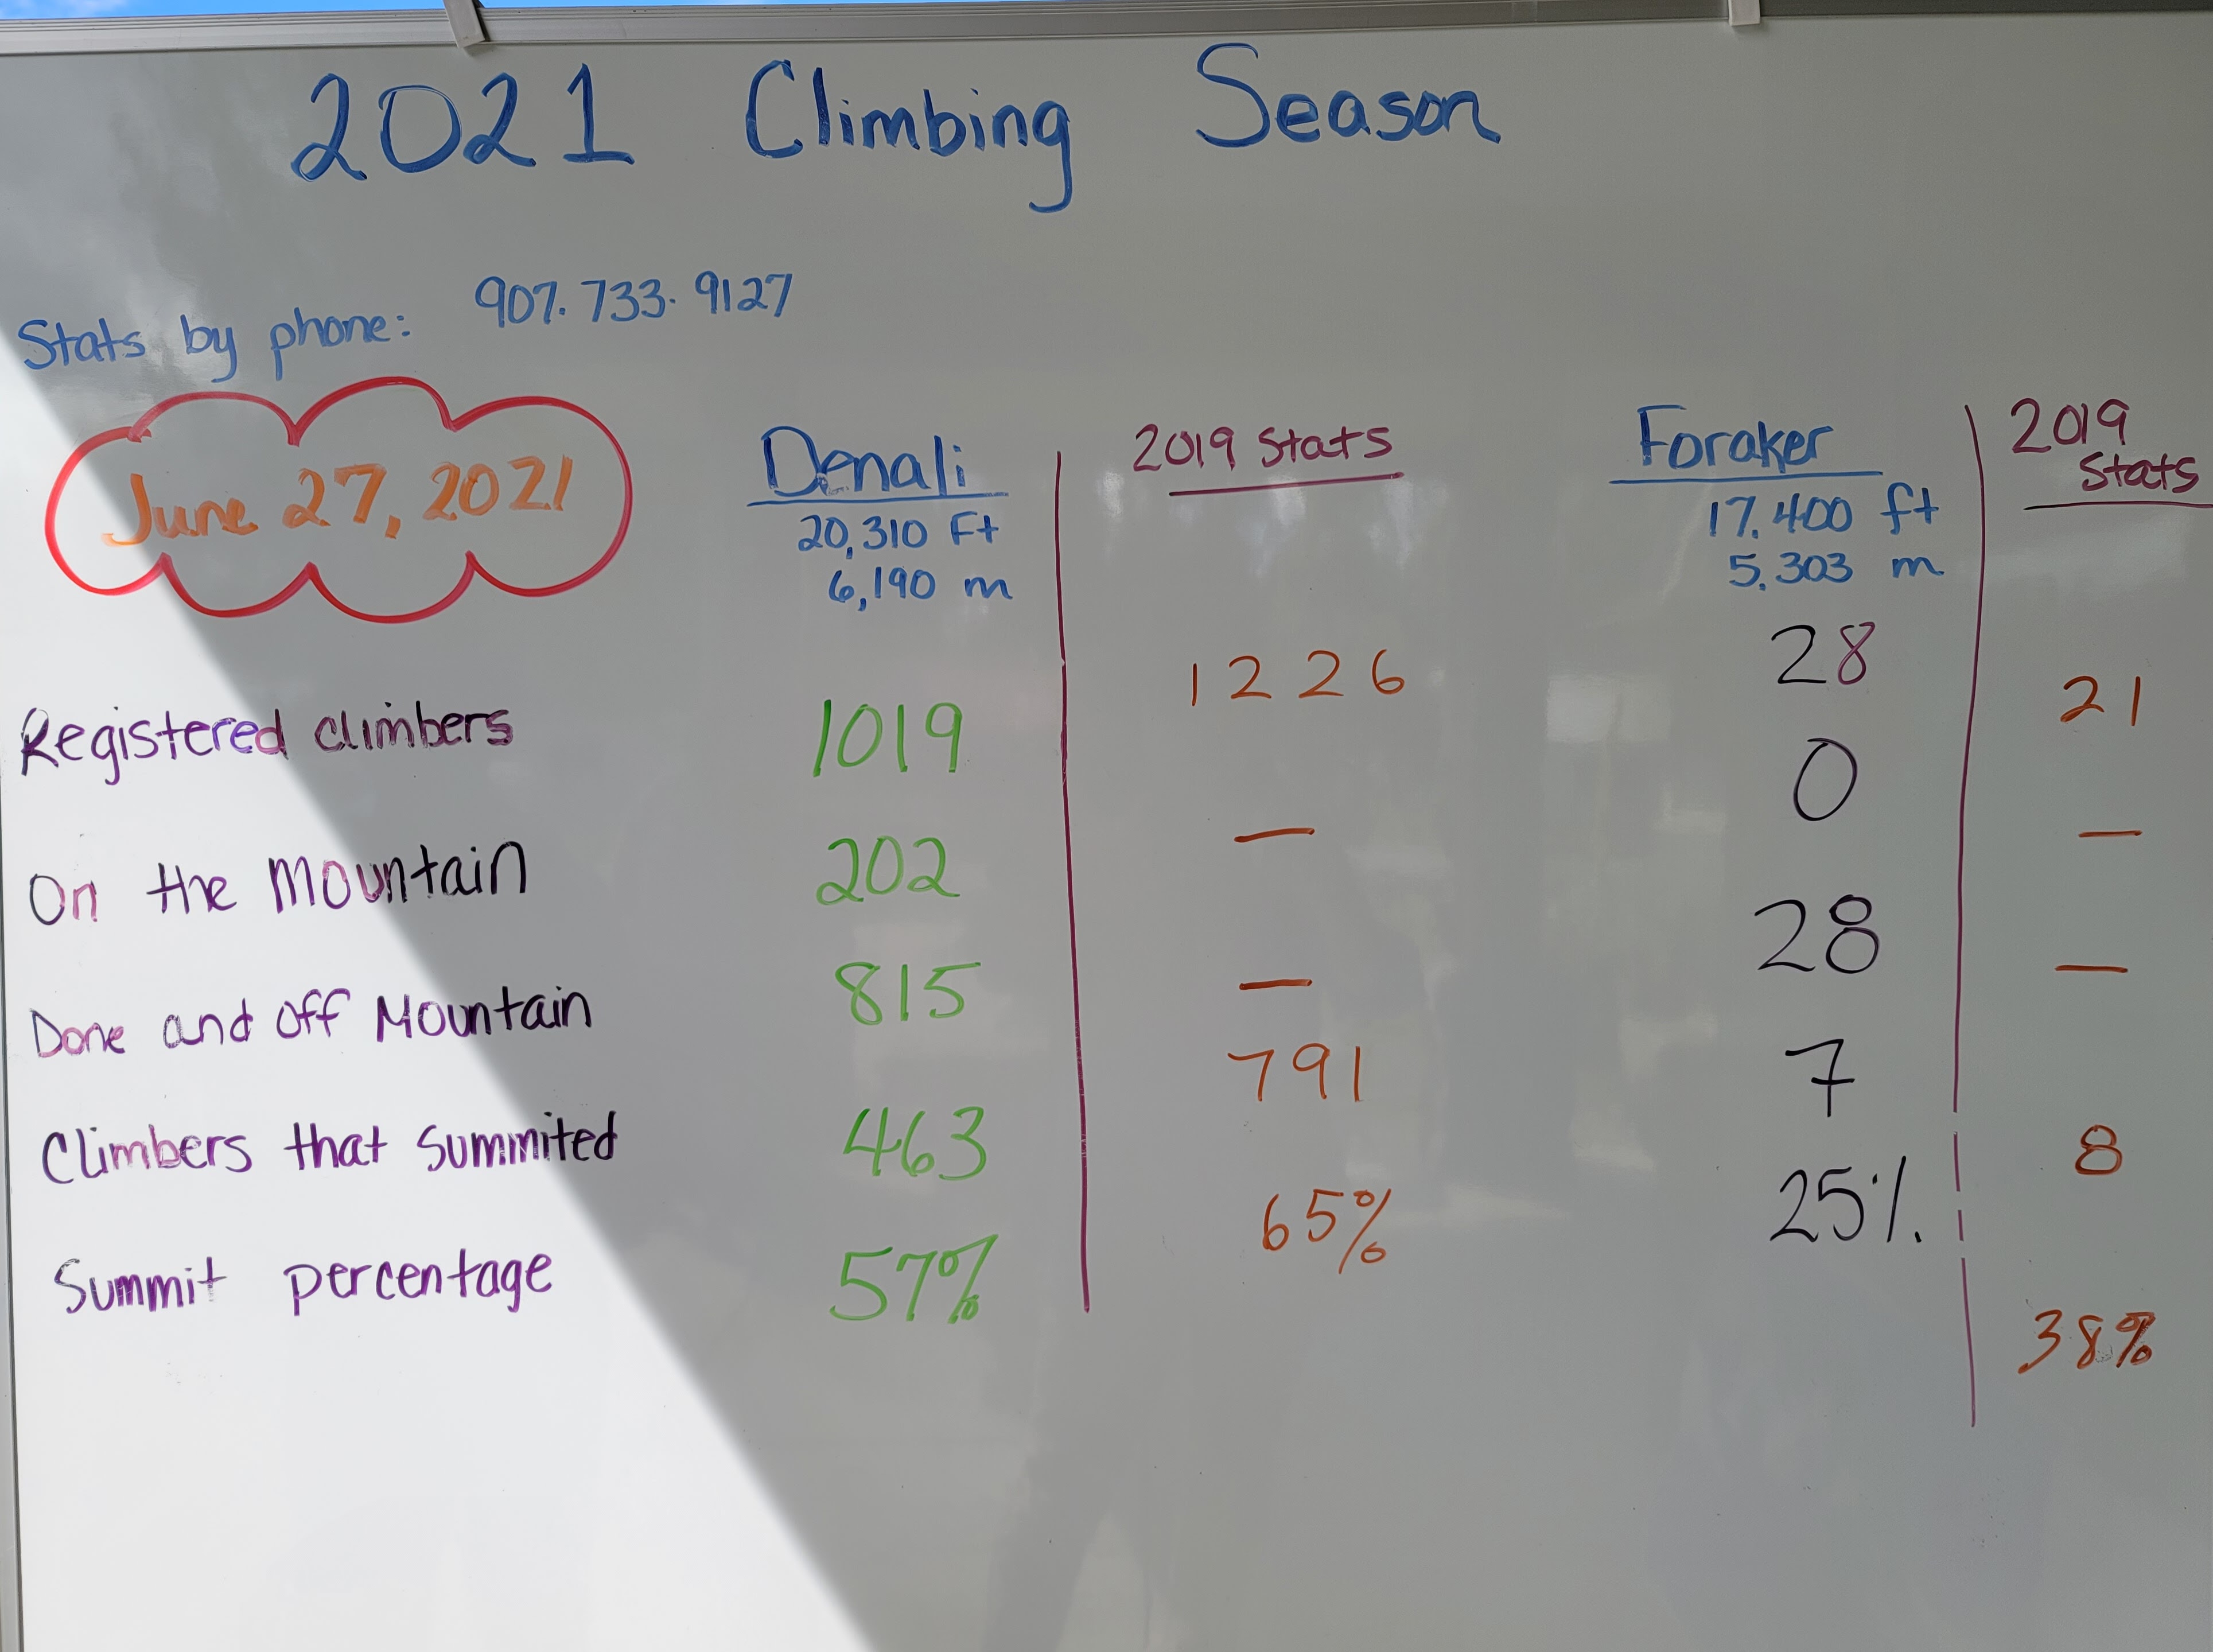 2021 Climbing Season
Stats by phone: 907.733.9127
June 27, 2021
Denali
20,310 Ft
6,190 m
2019 Stats
Foraker
17,400 ft
5,303 m
2019
Stats
Registered climbers 1019 1226 28 21
On the Mountain 202 — 0 —
Done and off Mountain 815 — 28 —
Climbers that Summited 463 791 7 8
Summit percentage 57% 65% 25% 38%